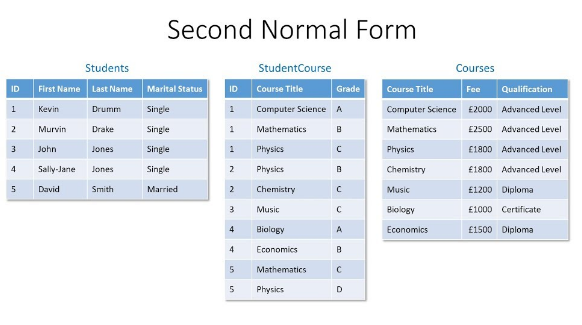 Second Normal Form
Students
ID First Name Last Name Marital Status
1 Kevin Drumm Single
2 Murvin Drake Single
3 John Jones Single
4 Sally-Jane Jones Single
5 David Smith Married
StudentCourse
ID Course Title Grade
1 Computer Science A
1 Mathematics B
1 Physics C
2 Physics B
2 Chemistry C
3 Music C
4 Biology A
4 Economics B
5 Mathematics C
5 Physics D
Courses
Course Title Fee Qualification
Computer Science £2000 Advanced Level
Mathematics £2500 Advanced Level
Physics £1800 Advanced Level
Chemistry £1800 Advanced Level
Music £1200 Diploma
Biology £1000 Certificate
Economics £1500 Diploma